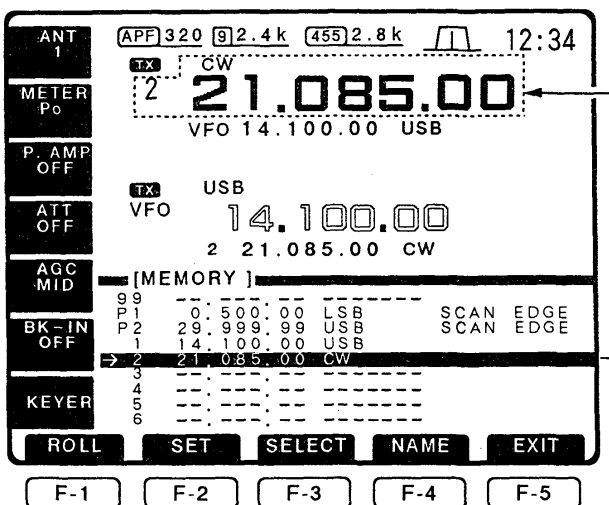 ANT 1 APF 320 9 2.4k 455 2.8k 12:34
TX CW
METER Po 2 21.085.00
VFO 14.100.00 USB
P. AMP OFF
TX USB
ATT OFF VFO 14.100.00
2 21.085.00 CW
AGC MID [MEMORY]
99 --.---.-- ------
P1 0.500.00 LSB SCAN EDGE
BK-IN OFF P2 29.999.99 USB SCAN EDGE
1 14.100.00 USB
→ 2 21.085.00 CW
3 --.---.-- ------
4 --.---.-- ------
KEYER 5 --.---.-- ------
6 --.---.-- ------
ROLL SET SELECT NAME EXIT
F-1 F-2 F-3 F-4 F-5